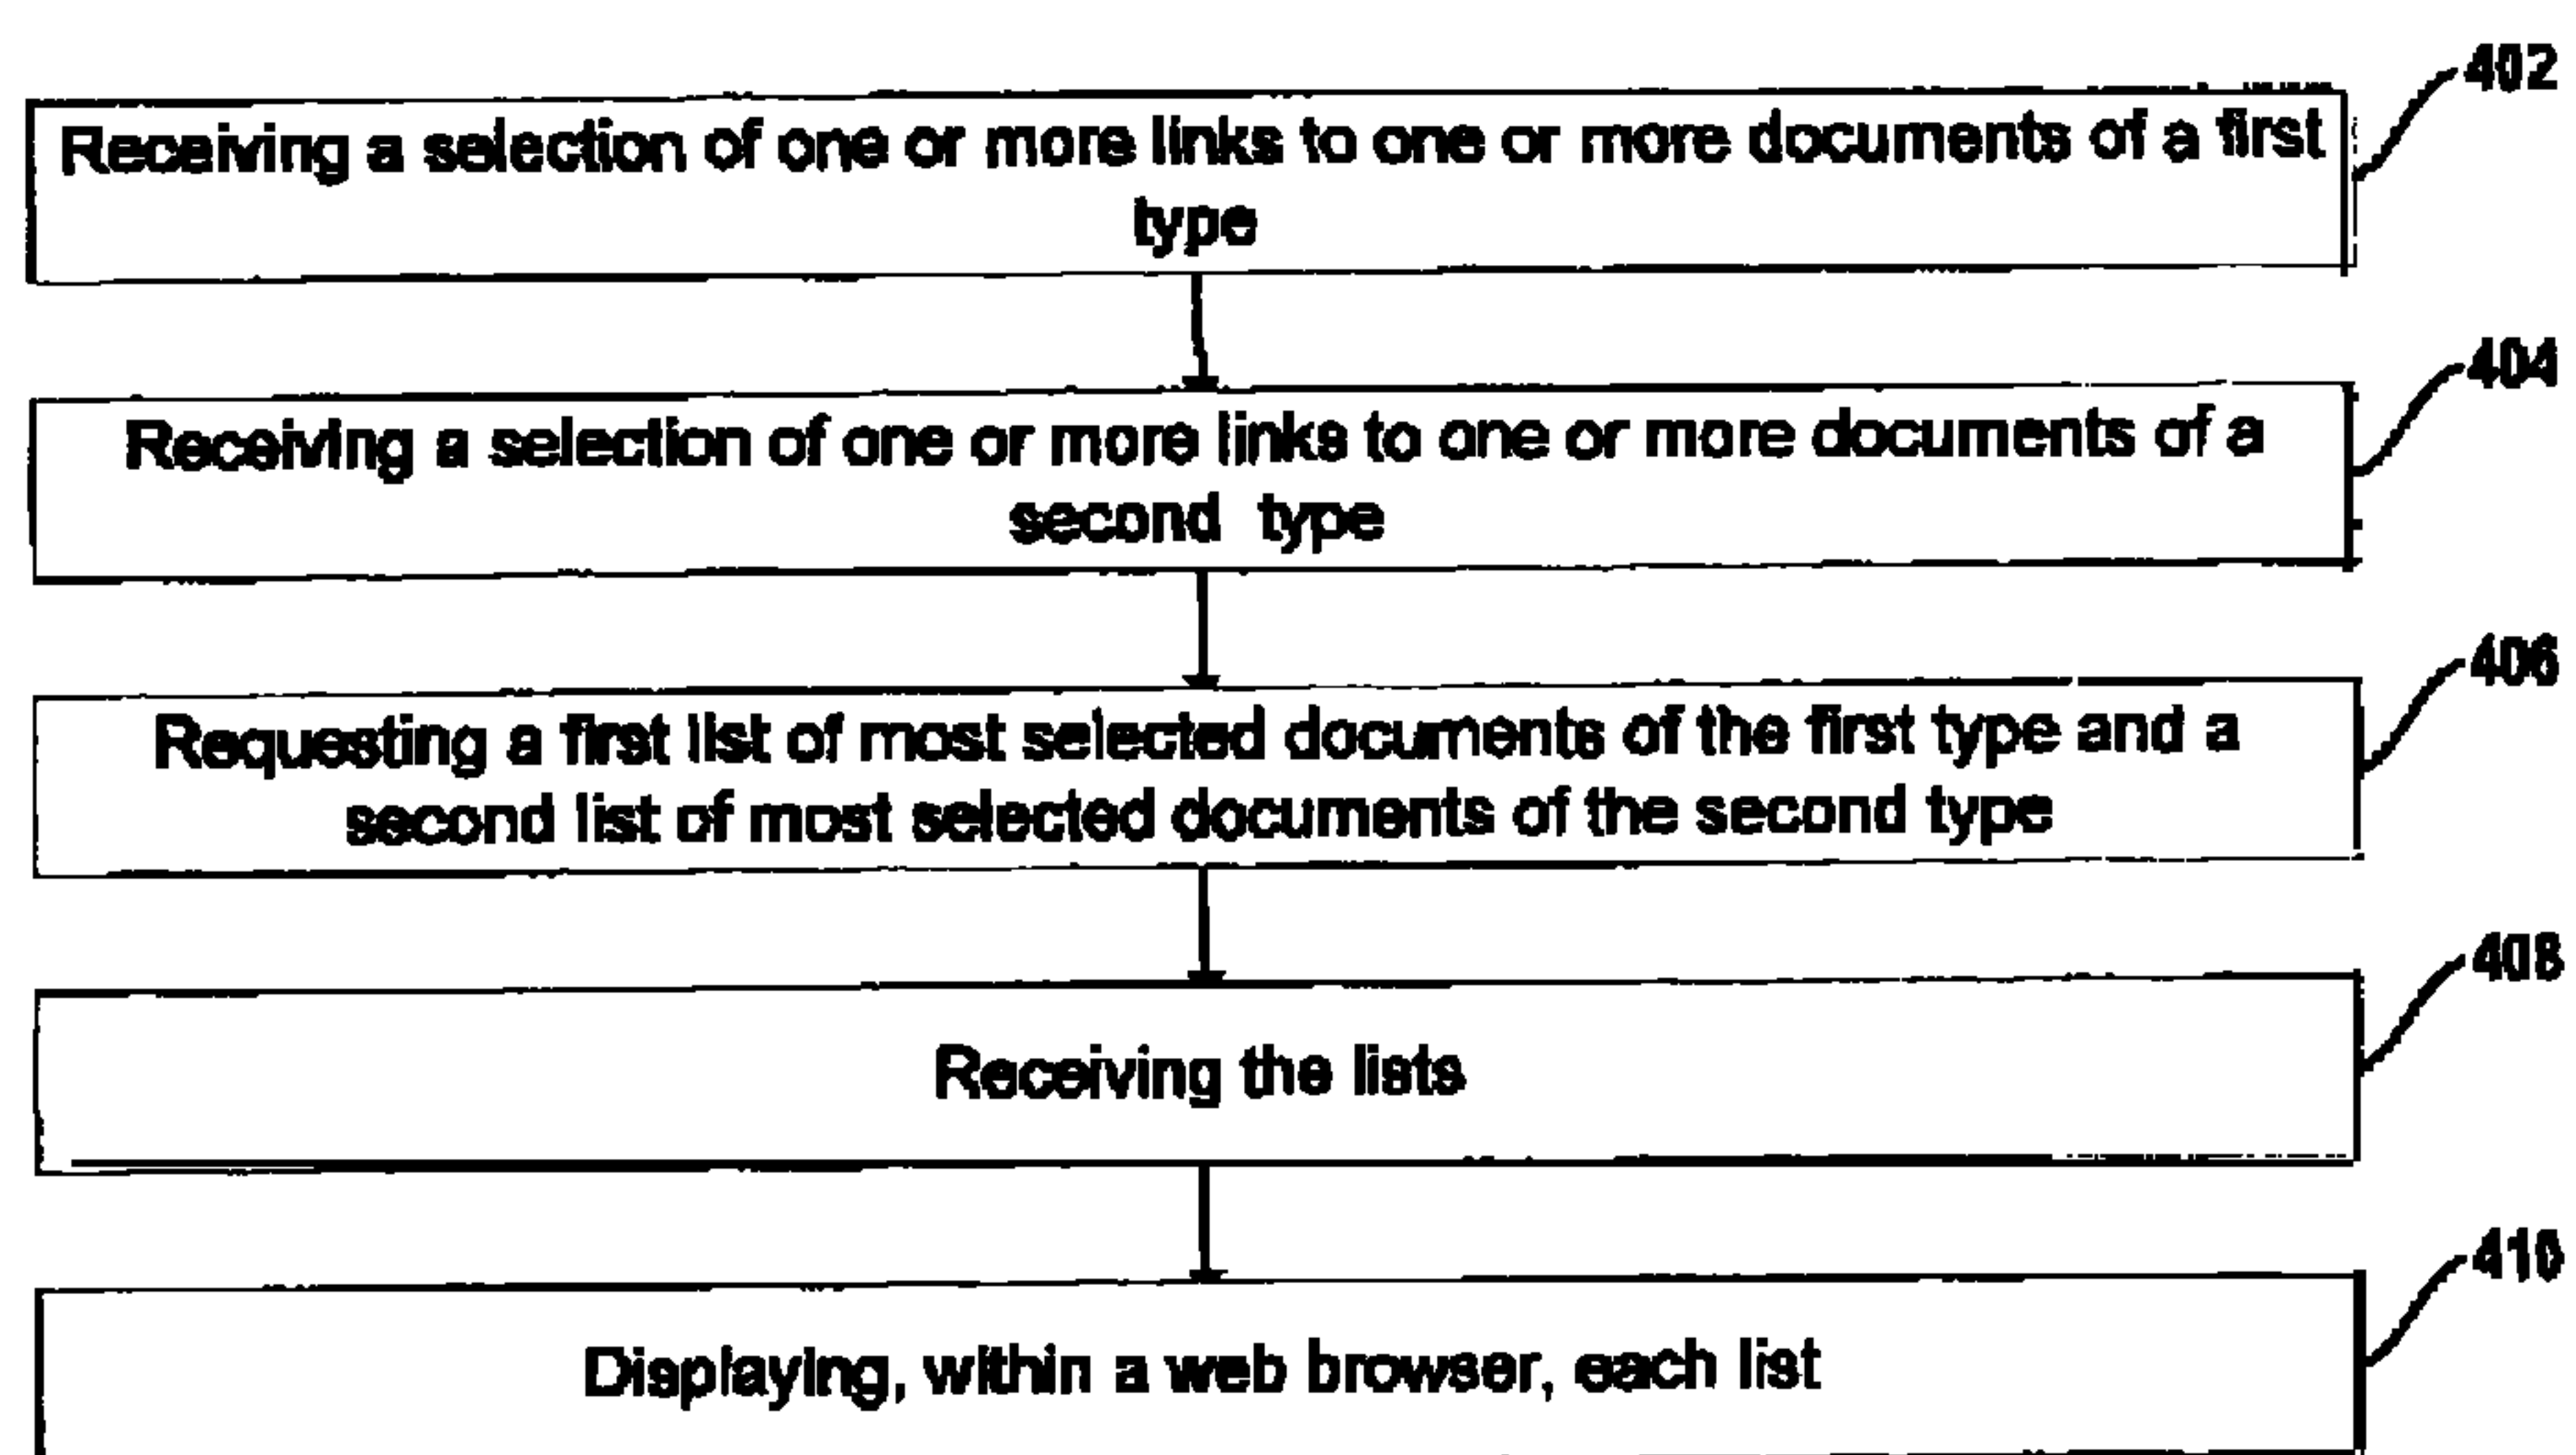 402
Receiving a selection of one or more links to one or more documents of a first
type
404
Receiving a selection of one or more links to one or more documents of a
second type
406
Requesting a first list of most selected documents of the first type and a
second list of most selected documents of the second type
408
Receiving the lists
410
Displaying, within a web browser, each list